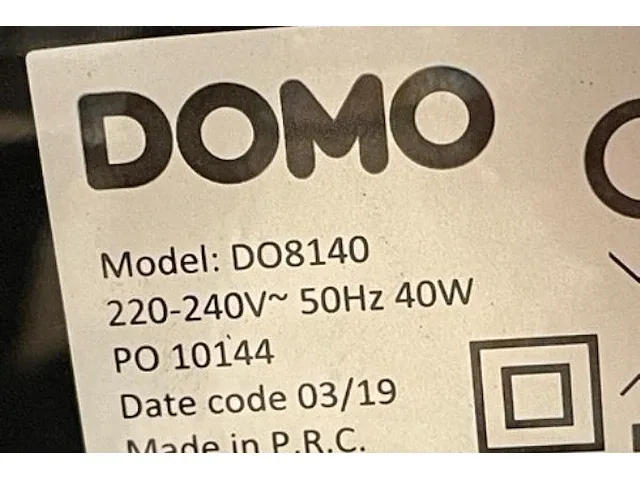 DOMO
Model: DO8140
220-240V~ 50Hz 40W
PO 10144
Date code 03/19
Made in P.R.C.